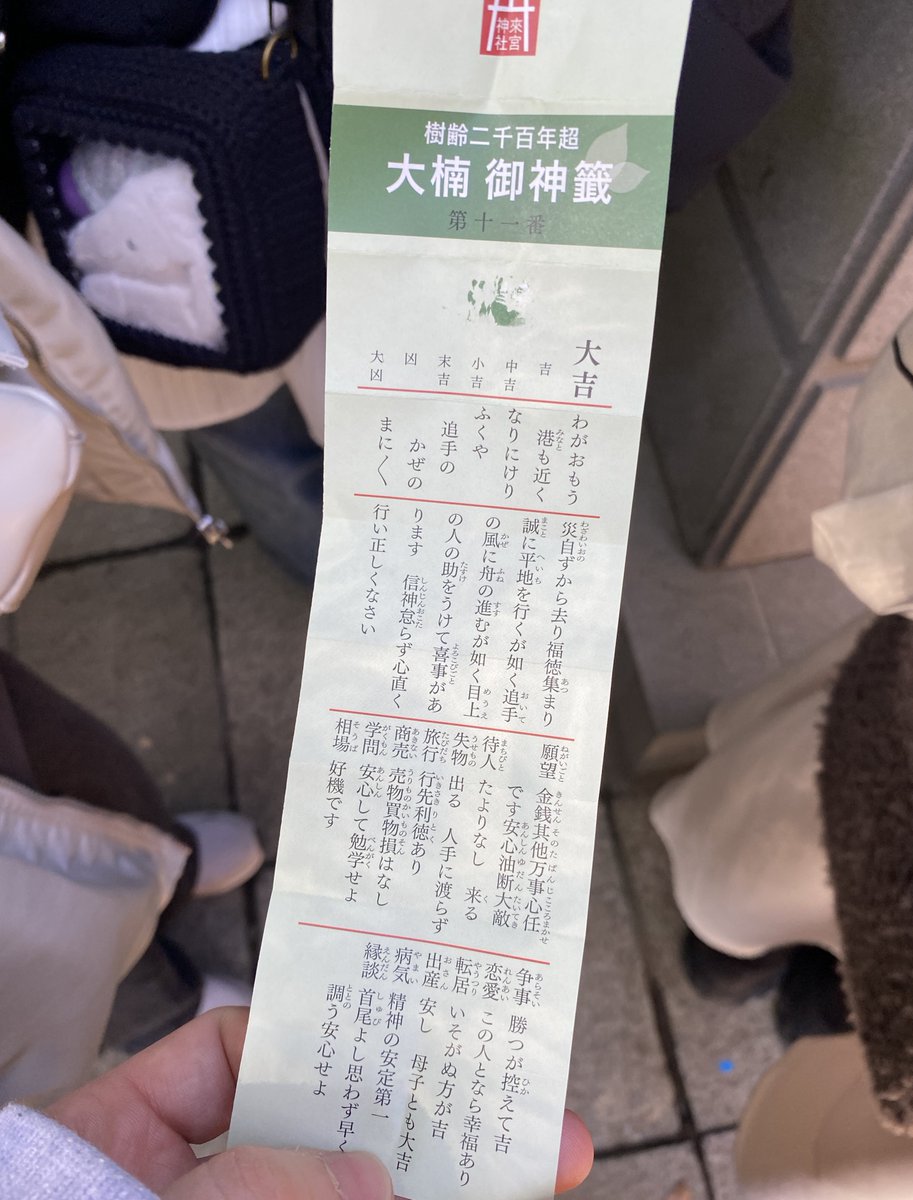 來宮
神社
樹齢二千百年超
大楠 御神籤
第十一番
大吉
吉
中吉
小吉
末吉
凶
大凶
わがおもう
港も近く
なりにけり
ふくや
追手の
かぜの
まに〱
災自ずから去り福徳集まり
誠に平地を行くが如く追手
の風に舟の進むが如く目上
の人の助をうけて喜事があ
ります 信神怠らず心直く
行い正しくなさい
願望 金銭其他万事心任
です安心油断大敵
待人 たよりなし 来る
失物 出る 人手に渡らず
旅行 行先利徳あり
商売 売物買物損はなし
学問 安心して勉学せよ
相場 好機です
争事 勝つが控えて吉
恋愛 この人となら幸福あり
転居 いそがぬ方が吉
出産 安し 母子とも大吉
病気 精神の安定第一
縁談 首尾よし思わず早く
調う安心せよ